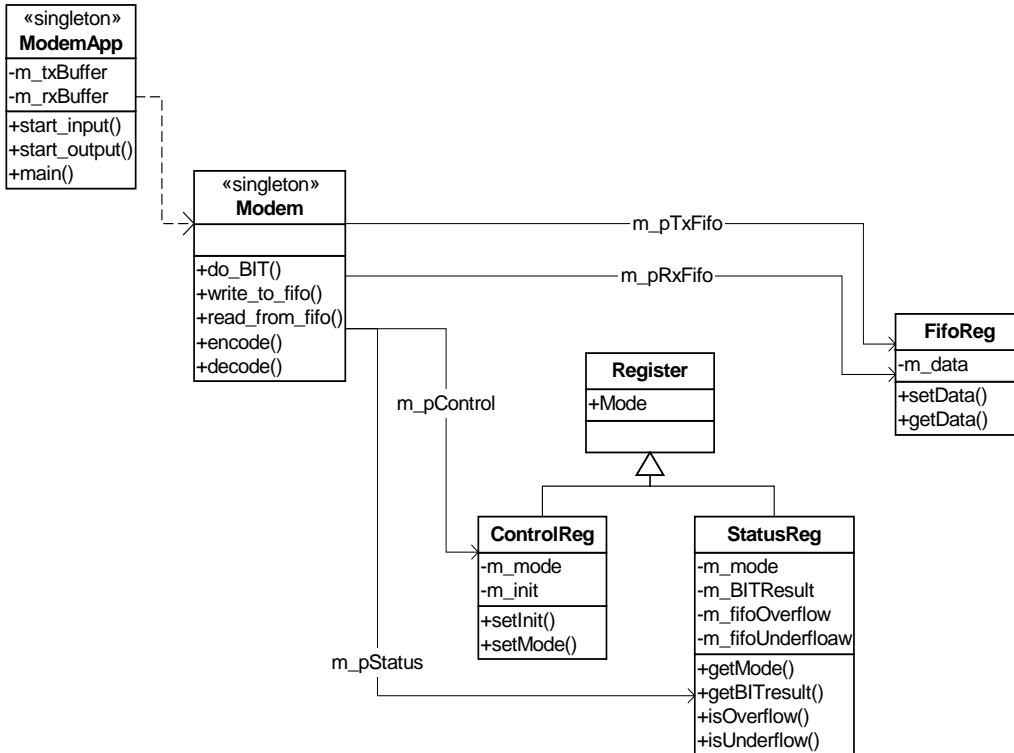 «singleton»
ModemApp
-m_txBuffer
-m_rxBuffer
+start_input()
+start_output()
+main()
«singleton»
Modem
+do_BIT()
+write_to_fifo()
+read_from_fifo()
+encode()
+decode()
m_pTxFifo
m_pRxFifo
FifoReg
-m_data
+setData()
+getData()
m_pControl
Register
+Mode
ControlReg
-m_mode
-m_init
+setInit()
+setMode()
StatusReg
-m_mode
-m_BITResult
-m_fifoOverflow
-m_fifoUnderfloaw
+getMode()
+getBITresult()
+isOverflow()
+isUnderflow()
m_pStatus